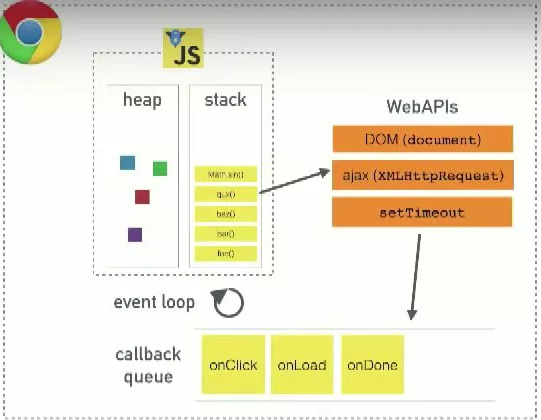 JS
heap
stack
WebAPIs
DOM (document)
ajax (XMLHttpRequest)
setTimeout
Math.sin()
qux()
baz()
bar()
foo()
event loop
callback
queue
onClick
onLoad
onDone